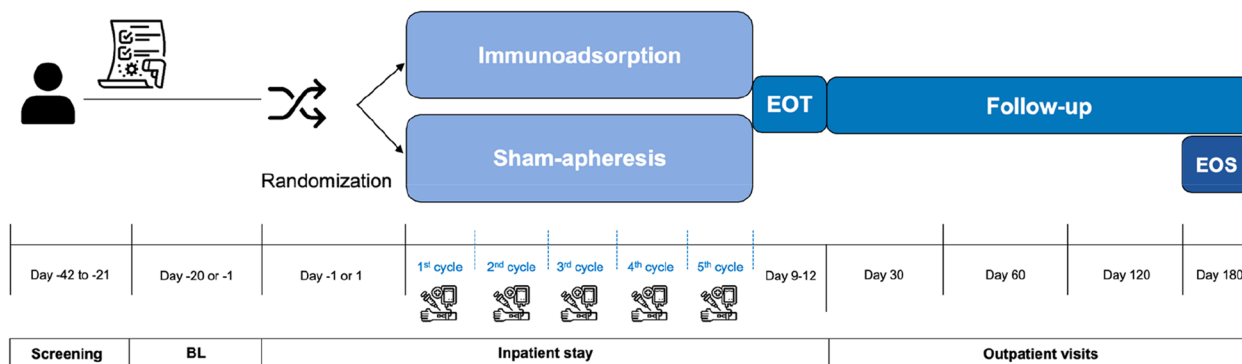 Immunoadsorption
EOT
Follow-up
Sham-apheresis
EOS
Randomization
Day -42 to -21
Day -20 or -1
Day -1 or 1
1st cycle
2nd cycle
3rd cycle
4th cycle
5th cycle
Day 9-12
Day 30
Day 60
Day 120
Day 180
Screening
BL
Inpatient stay
Outpatient visits